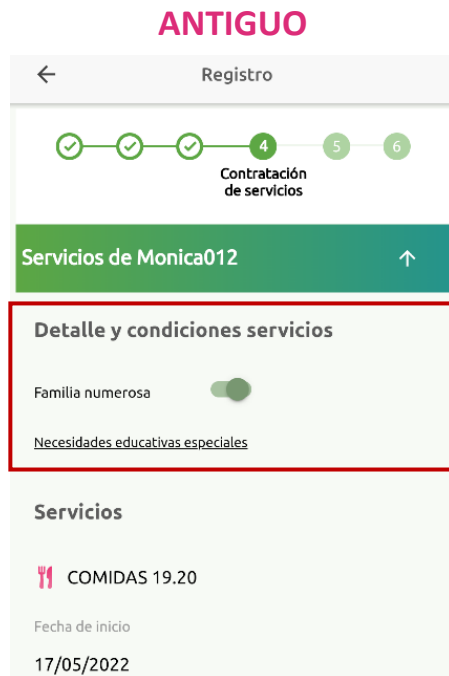 ANTIGUO
Registro
4
5
6
Contratación
de servicios
Servicios de Monica012
Detalle y condiciones servicios
Familia numerosa
Necesidades educativas especiales
Servicios
COMIDAS 19.20
Fecha de inicio
17/05/2022